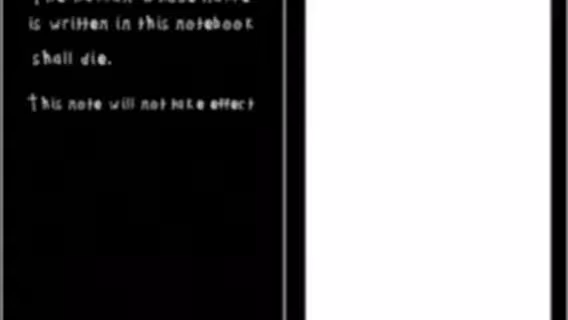 is written in this notebook
shall die.
This note will not take effect